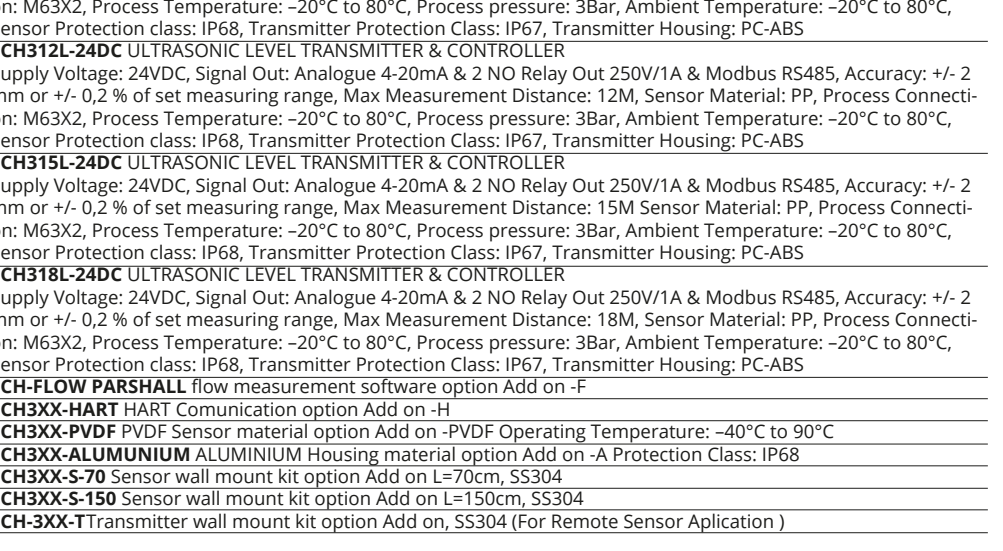 n: M63X2, Process Temperature: –20°C to 80°C, Process pressure: 3Bar, Ambient Temperature: –20°C to 80°C,
ensor Protection class: IP68, Transmitter Protection Class: IP67, Transmitter Housing: PC-ABS
CH312L-24DC ULTRASONIC LEVEL TRANSMITTER & CONTROLLER
upply Voltage: 24VDC, Signal Out: Analogue 4-20mA & 2 NO Relay Out 250V/1A & Modbus RS485, Accuracy: +/- 2
nm or +/- 0,2 % of set measuring range, Max Measurement Distance: 12M, Sensor Material: PP, Process Connecti-
n: M63X2, Process Temperature: –20°C to 80°C, Process pressure: 3Bar, Ambient Temperature: –20°C to 80°C,
ensor Protection class: IP68, Transmitter Protection Class: IP67, Transmitter Housing: PC-ABS
CH315L-24DC ULTRASONIC LEVEL TRANSMITTER & CONTROLLER
upply Voltage: 24VDC, Signal Out: Analogue 4-20mA & 2 NO Relay Out 250V/1A & Modbus RS485, Accuracy: +/- 2
nm or +/- 0,2 % of set measuring range, Max Measurement Distance: 15M Sensor Material: PP, Process Connecti-
n: M63X2, Process Temperature: –20°C to 80°C, Process pressure: 3Bar, Ambient Temperature: –20°C to 80°C,
ensor Protection class: IP68, Transmitter Protection Class: IP67, Transmitter Housing: PC-ABS
CH318L-24DC ULTRASONIC LEVEL TRANSMITTER & CONTROLLER
upply Voltage: 24VDC, Signal Out: Analogue 4-20mA & 2 NO Relay Out 250V/1A & Modbus RS485, Accuracy: +/- 2
nm or +/- 0,2 % of set measuring range, Max Measurement Distance: 18M, Sensor Material: PP, Process Connecti-
n: M63X2, Process Temperature: –20°C to 80°C, Process pressure: 3Bar, Ambient Temperature: –20°C to 80°C,
ensor Protection class: IP68, Transmitter Protection Class: IP67, Transmitter Housing: PC-ABS
CH-FLOW PARSHALL flow measurement software option Add on -F
CH3XX-HART HART Comunication option Add on -H
CH3XX-PVDF PVDF Sensor material option Add on -PVDF Operating Temperature: –40°C to 90°C
CH3XX-ALUMUNIUM ALUMINIUM Housing material option Add on -A Protection Class: IP68
CH3XX-S-70 Sensor wall mount kit option Add on L=70cm, SS304
CH3XX-S-150 Sensor wall mount kit option Add on L=150cm, SS304
CH-3XX-TTransmitter wall mount kit option Add on, SS304 (For Remote Sensor Aplication )